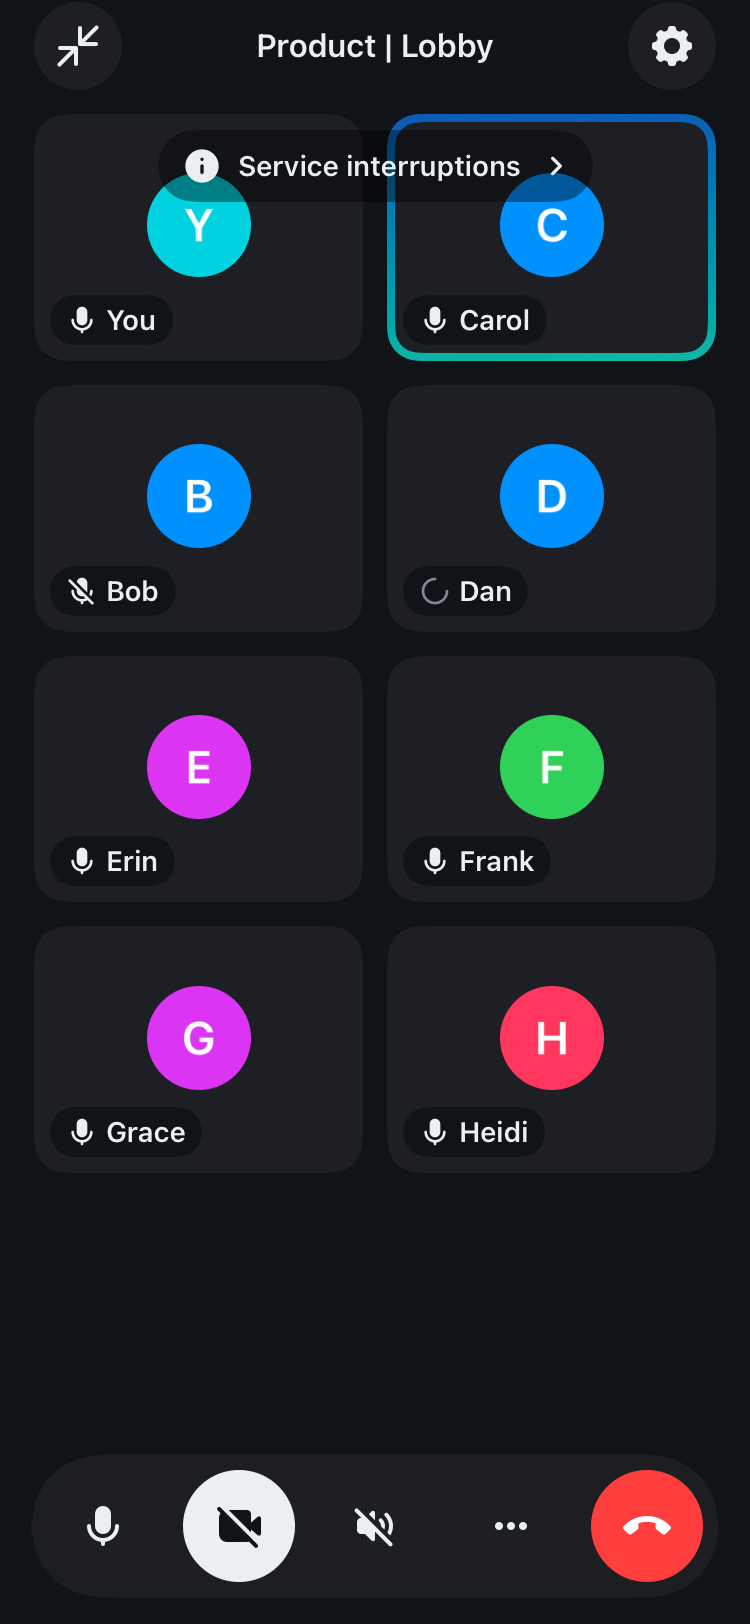 Product | Lobby
Service interruptions
Y
C
You
Carol
B
D
Bob
Dan
E
F
Erin
Frank
G
H
Grace
Heidi